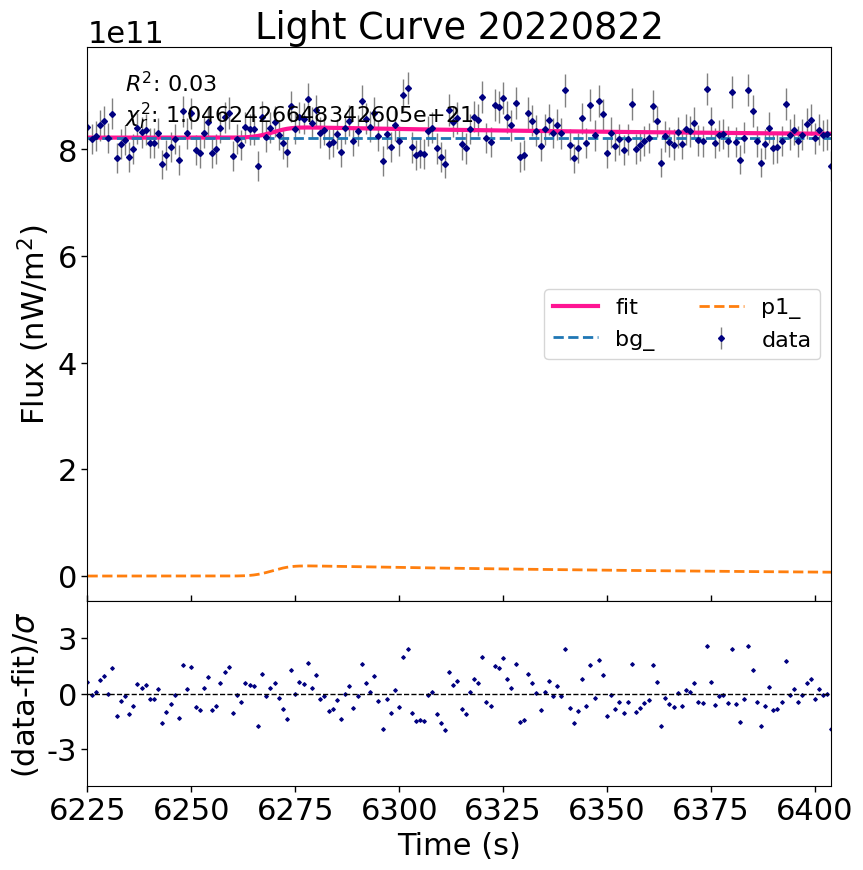 Light Curve 20220822
1e11
R²: 0.03
χ²ᵣ: 1.0462426648342605e+21
Flux (nW/m²)
8
6
4
2
0
fit
bg_
p1_
data
(data-fit)/σ
3
0
-3
6225 6250 6275 6300 6325 6350 6375 6400
Time (s)